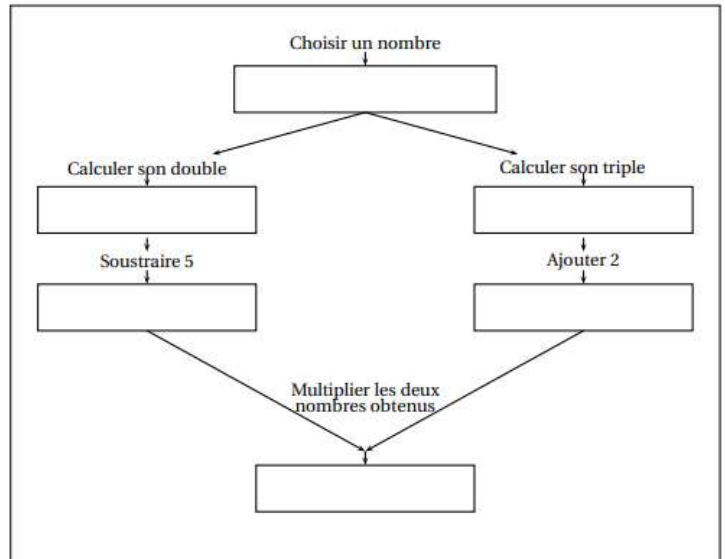 Choisir un nombre
Calculer son double
Calculer son triple
Soustraire 5
Ajouter 2
Multiplier les deux
nombres obtenus